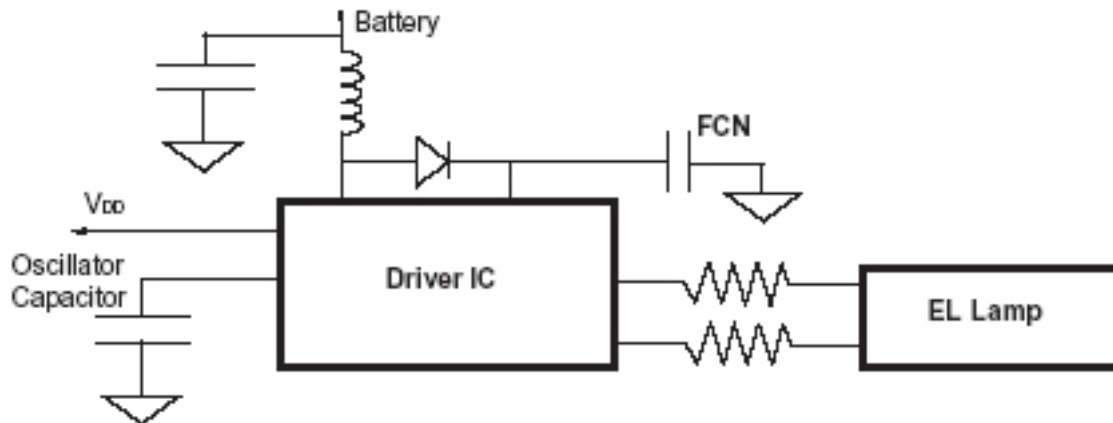 Battery
FCN
VDD
Oscillator
Capacitor
Driver IC
EL Lamp